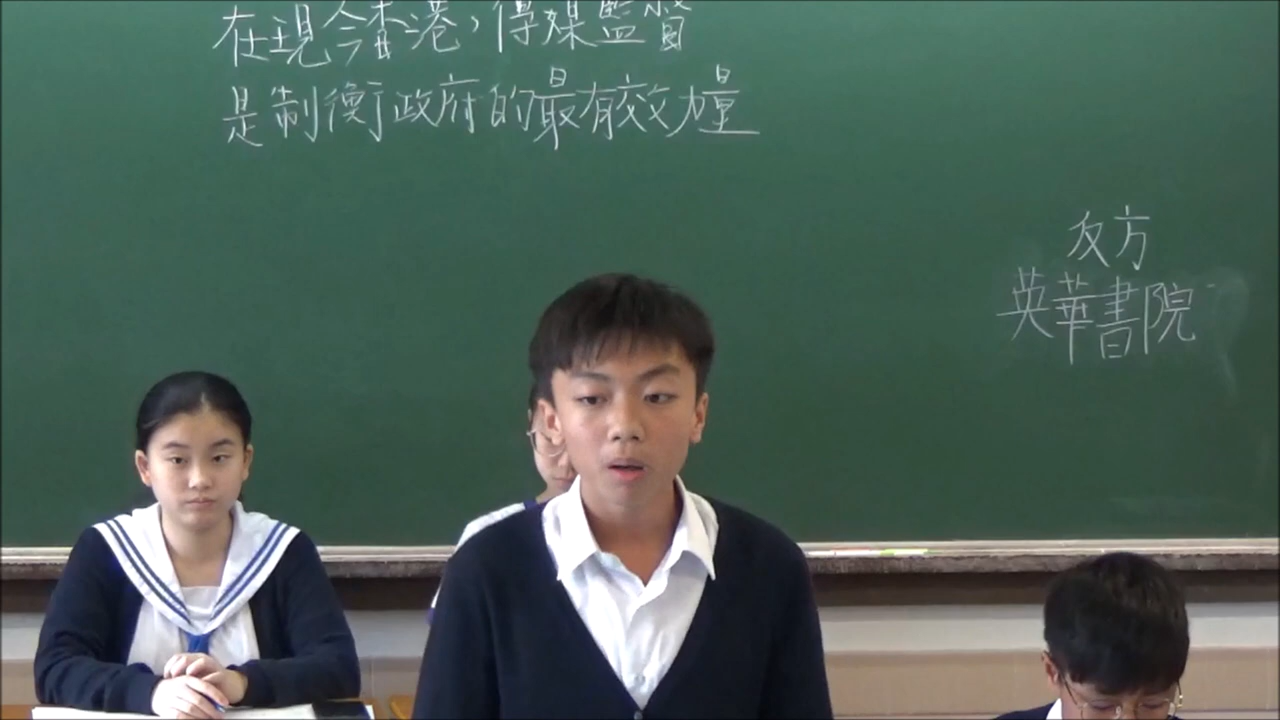 在現今香港，傳媒監督
是制衡政府的最有效力量
反方
英華書院